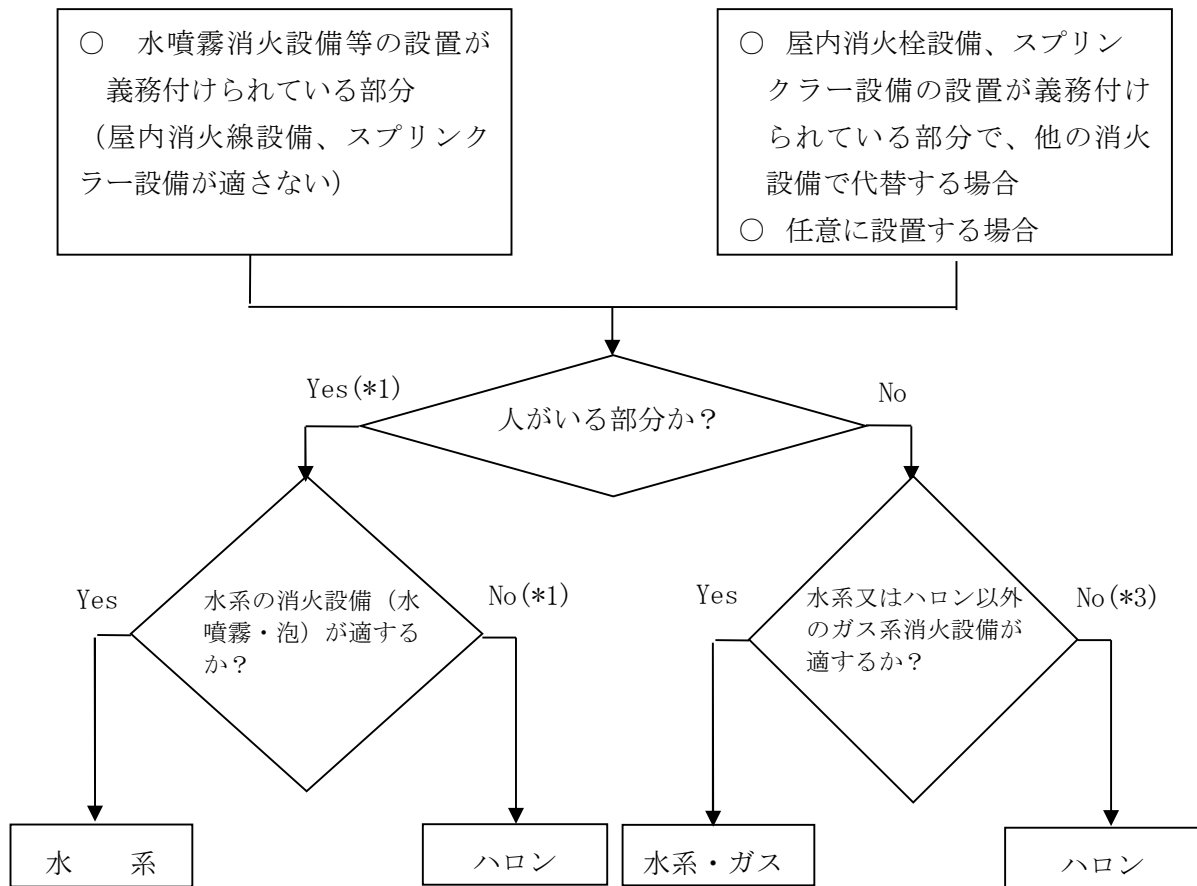 ○ 水噴霧消火設備等の設置が
義務付けられている部分
（屋内消火線設備、スプリンク
ラー設備が適さない）
○ 屋内消火栓設備、スプリン
クラー設備の設置が義務付け
られている部分で、他の消火
設備で代替する場合
○ 任意に設置する場合
Yes(*1)
人がいる部分か？
No
Yes
水系の消火設備（水
噴霧・泡）が適する
か？
No(*1)
Yes
水系又はハロン以外
のガス系消火設備が
適するか？
No(*3)
水 系
ハロン
水系・ガス
ハロン